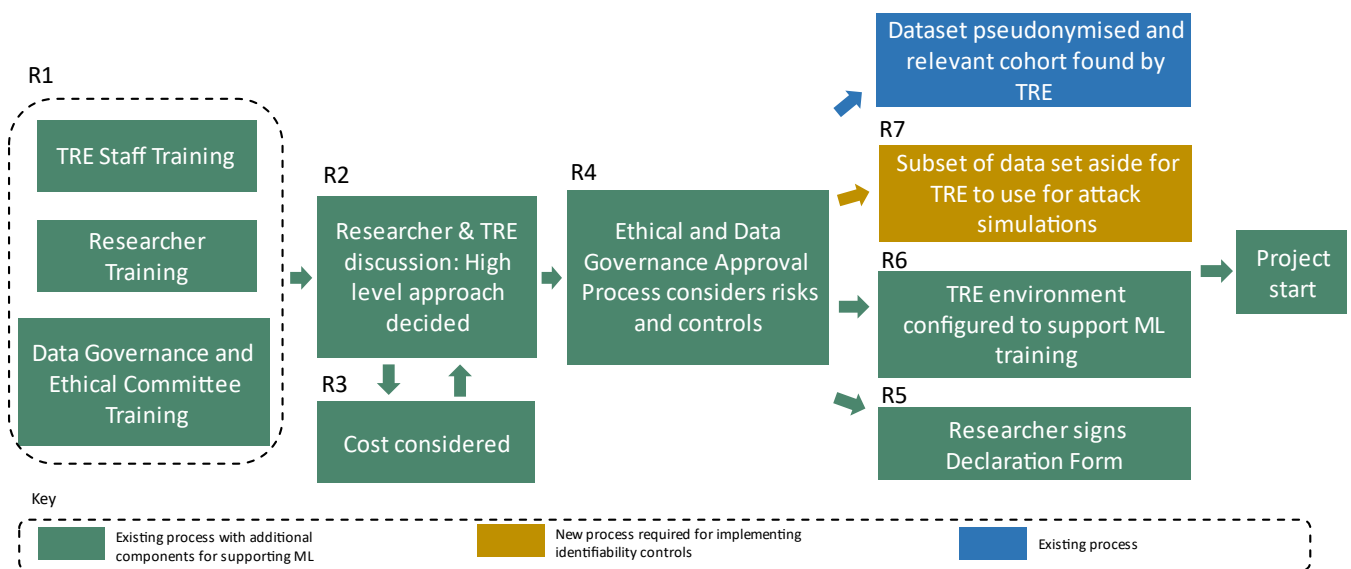 R1
TRE Staff Training
Researcher
Training
Data Governance and
Ethical Committee
Training
R2
Researcher & TRE
discussion: High
level approach
decided
R3
Cost considered
R4
Ethical and Data
Governance Approval
Process considers risks
and controls
Dataset pseudonymised and
relevant cohort found by
TRE
R7
Subset of data set aside for
TRE to use for attack
simulations
R6
TRE environment
configured to support ML
training
R5
Researcher signs
Declaration Form
Project
start
Key
Existing process with additional
components for supporting ML
New process required for implementing
identifiability controls
Existing process